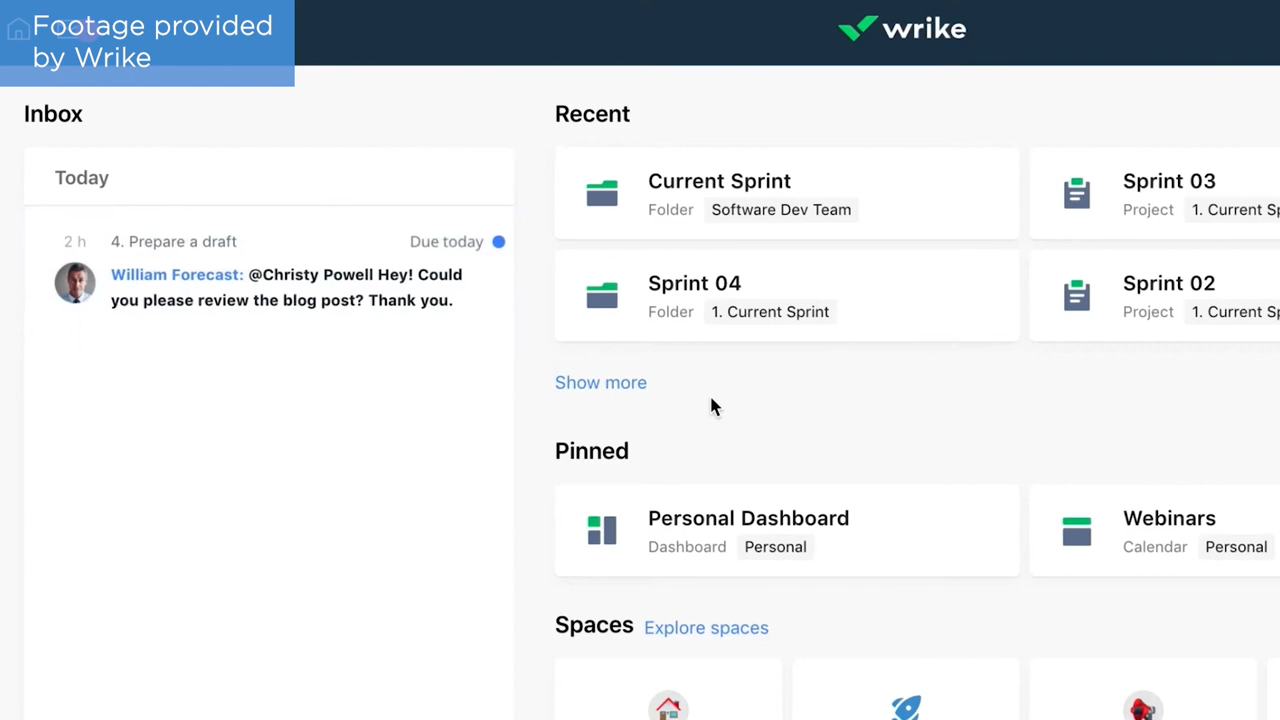 Footage provided
by Wrike
wrike
Inbox
Today
2 h 4. Prepare a draft Due today
William Forecast: @Christy Powell Hey! Could
you please review the blog post? Thank you.
Recent
Current Sprint
Folder Software Dev Team
Sprint 03
Project 1. Current Sp
Sprint 04
Folder 1. Current Sprint
Sprint 02
Project 1. Current Sp
Show more
Pinned
Personal Dashboard
Dashboard Personal
Webinars
Calendar Personal
Spaces Explore spaces